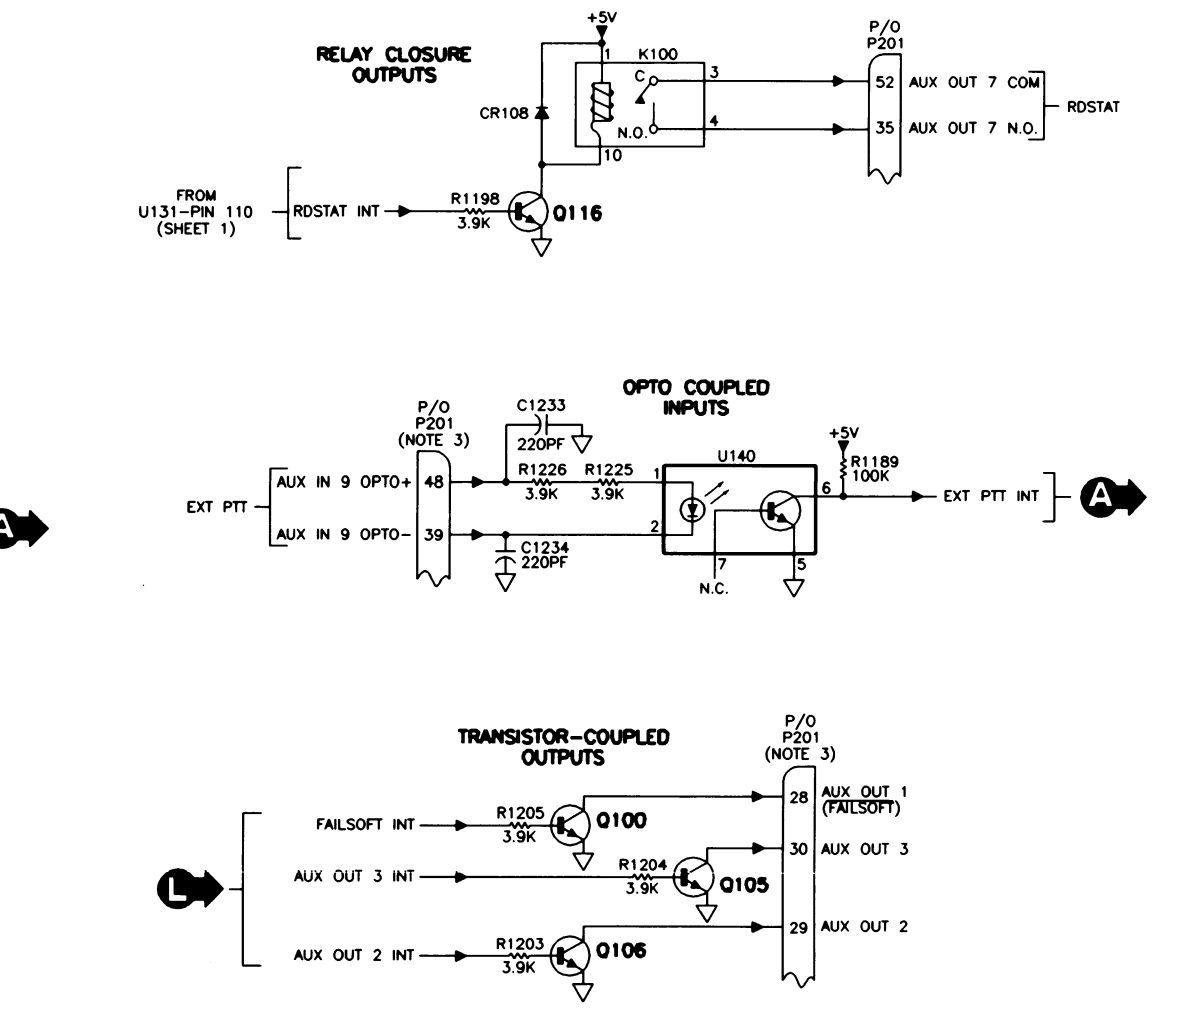 RELAY CLOSURE
OUTPUTS
+5V
1
K100
C
3
N.O.
4
10
CR108
P/O
P201
52 AUX OUT 7 COM
35 AUX OUT 7 N.O.
RDSTAT
FROM
U131-PIN 110
(SHEET 1)
RDSTAT INT
R1198
3.9K
Q116
OPTO COUPLED
INPUTS
P/O
P201
(NOTE 3)
C1233
220PF
EXT PTT
AUX IN 9 OPTO+ 48
AUX IN 9 OPTO- 39
R1226
3.9K
R1225
3.9K
C1234
220PF
U140
1
2
6
7
5
N.C.
+5V
R1189
100K
EXT PTT INT
A
A
TRANSISTOR-COUPLED
OUTPUTS
P/O
P201
(NOTE 3)
L
FAILSOFT INT
R1205
3.9K
Q100
28 AUX OUT 1
(FAILSOFT)
AUX OUT 3 INT
R1204
3.9K
Q105
30 AUX OUT 3
AUX OUT 2 INT
R1203
3.9K
Q106
29 AUX OUT 2